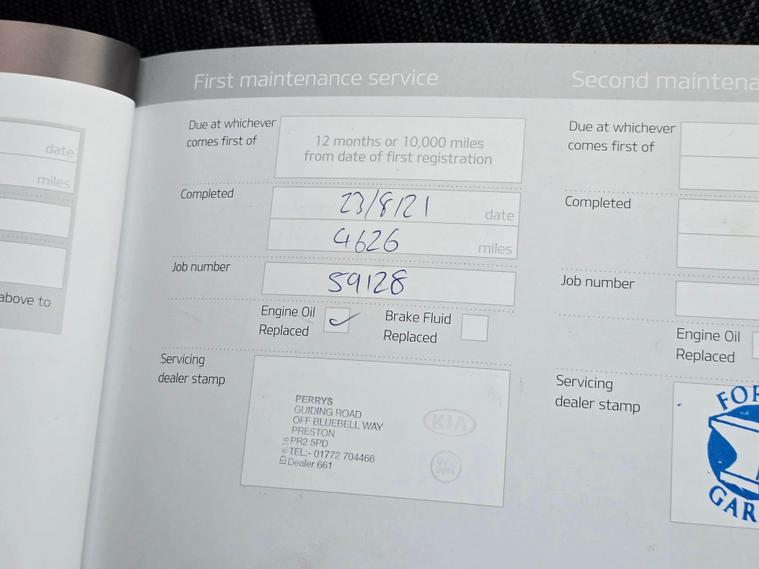 First maintenance service
Due at whichever
comes first of
12 months or 10,000 miles
from date of first registration
Completed
23/8/21
date
4626
miles
Job number
59128
Engine Oil
Replaced
Brake Fluid
Replaced
Servicing
dealer stamp
PERRYS
GUIDING ROAD
OFF BLUEBELL WAY
PRESTON
PR2 5PD
TEL:- 01772 704466
Dealer 661
KIA
Second maintena
Due at whichever
comes first of
Completed
Job number
Engine Oil
Replaced
Servicing
dealer stamp
FOR
GAR
date
miles
above to